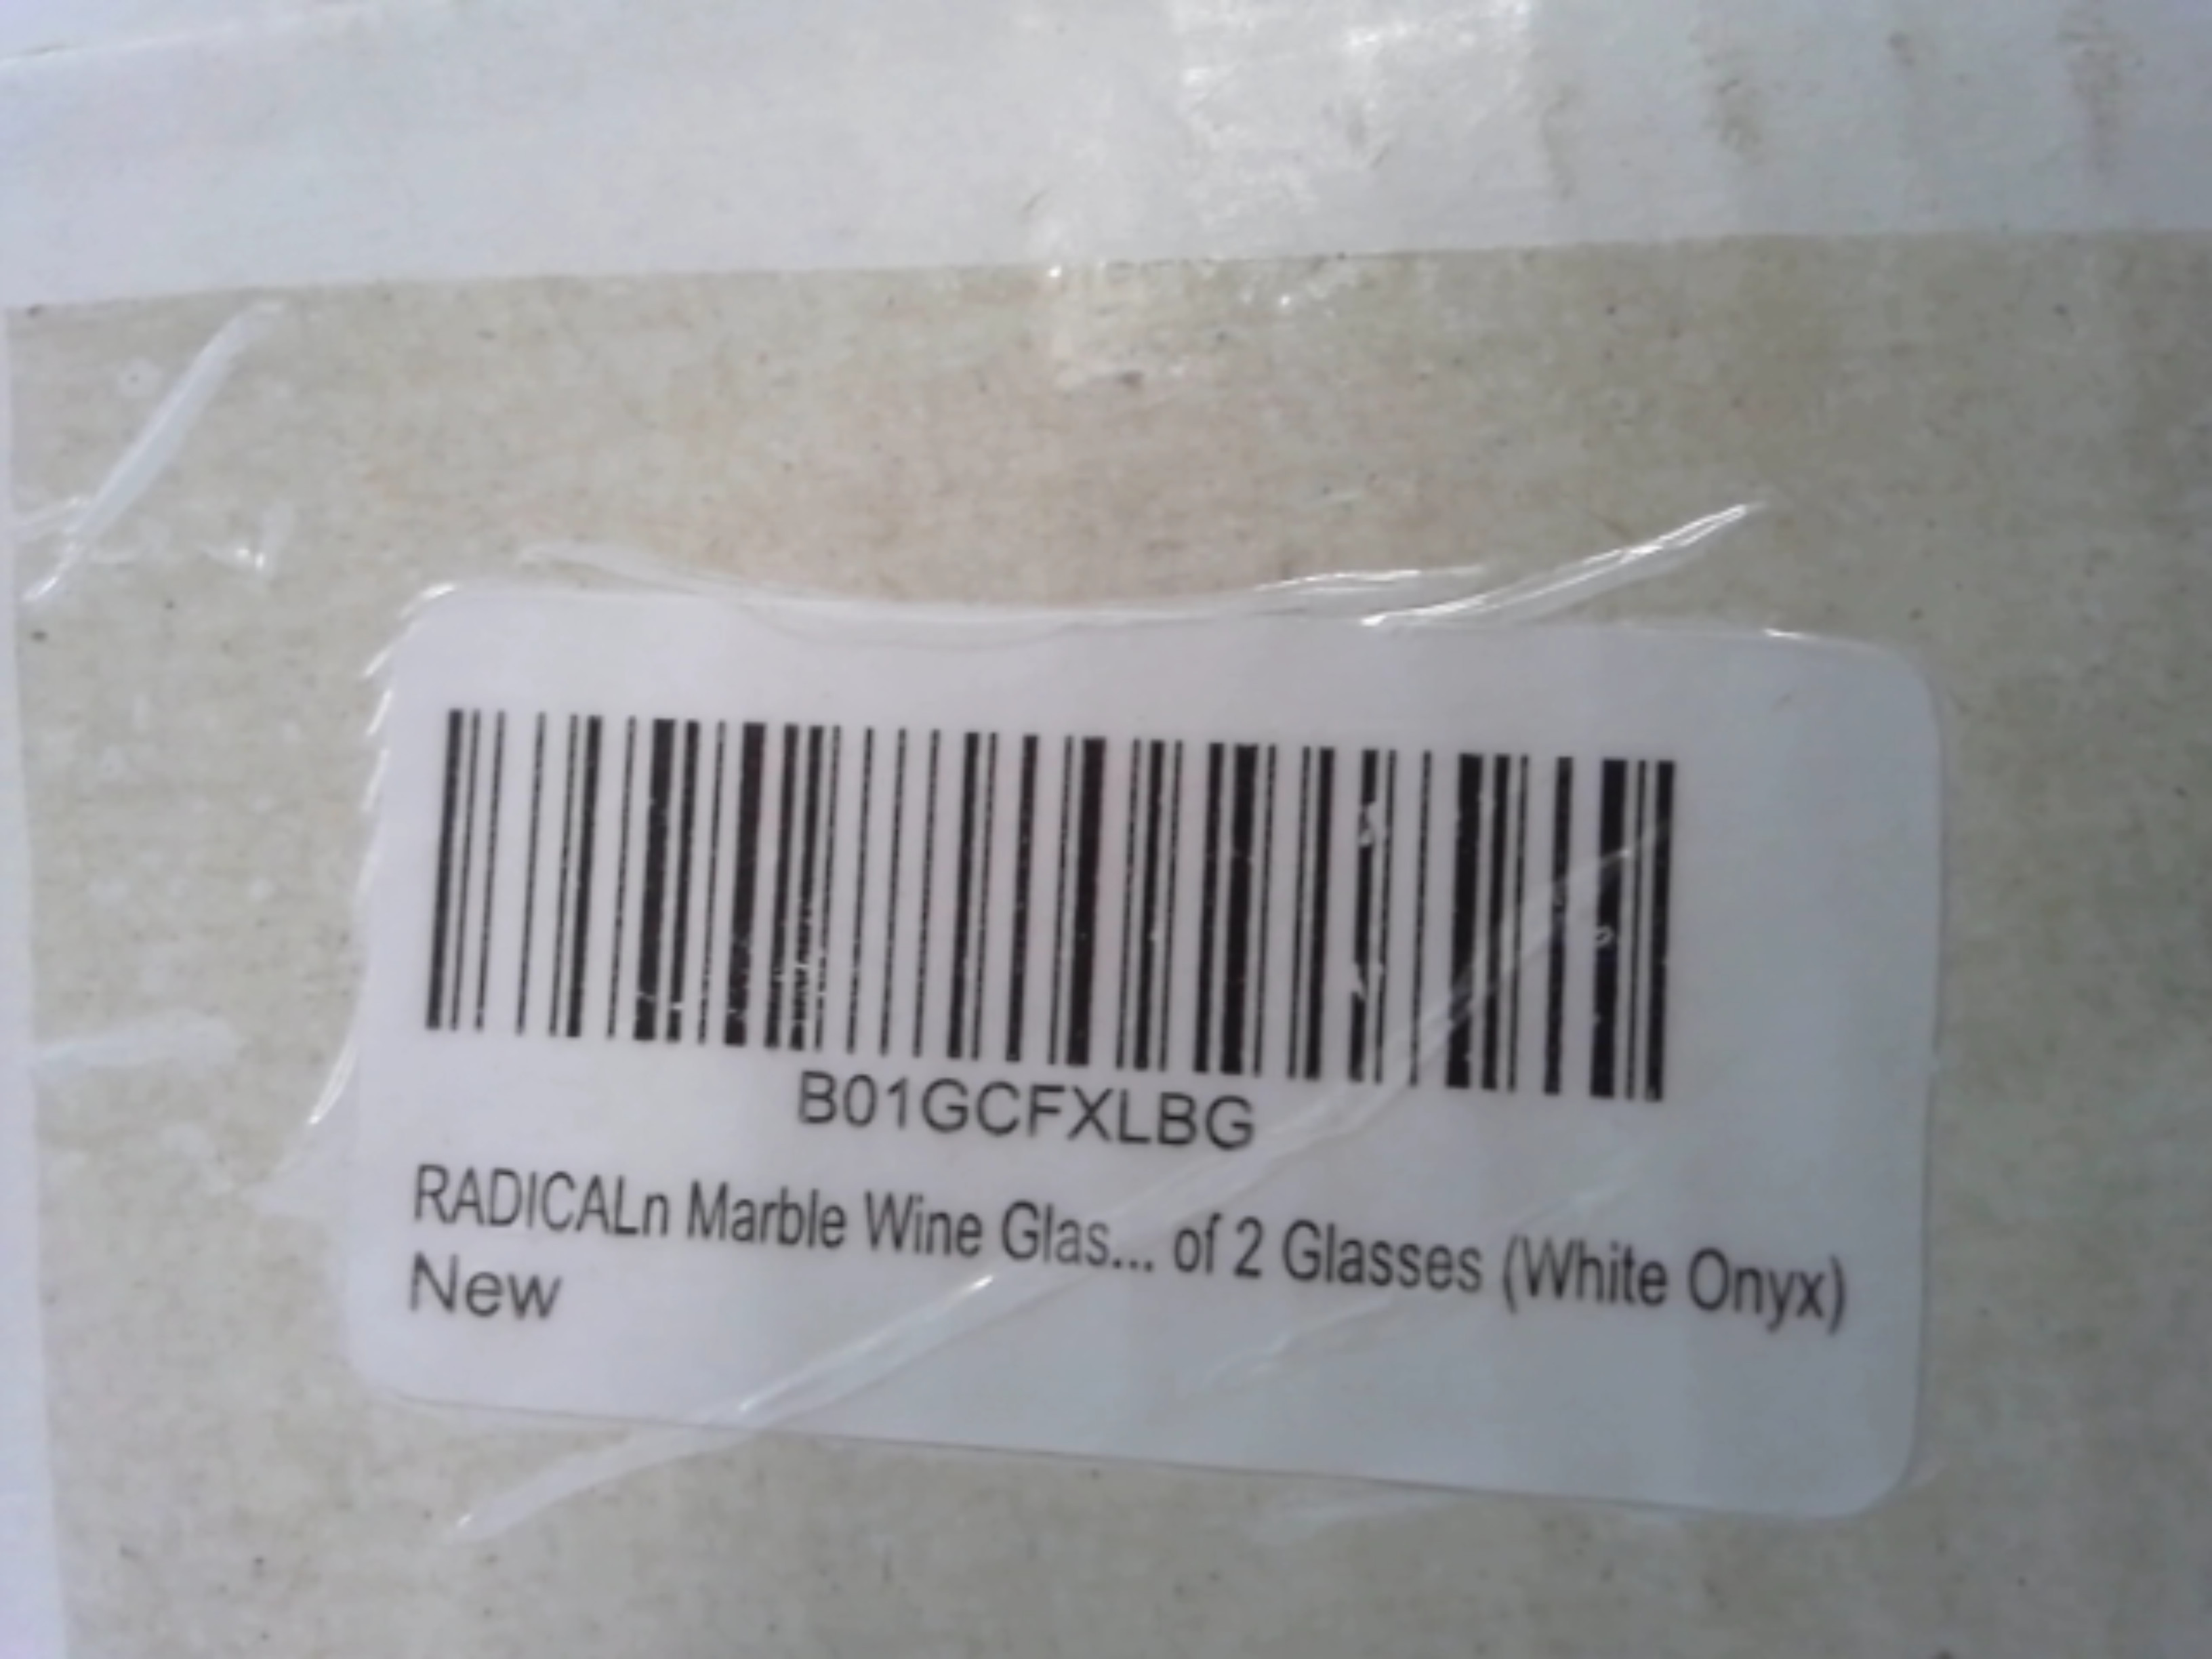 B01GCFXLBG
RADICALn Marble Wine Glas... of 2 Glasses (White Onyx)
New